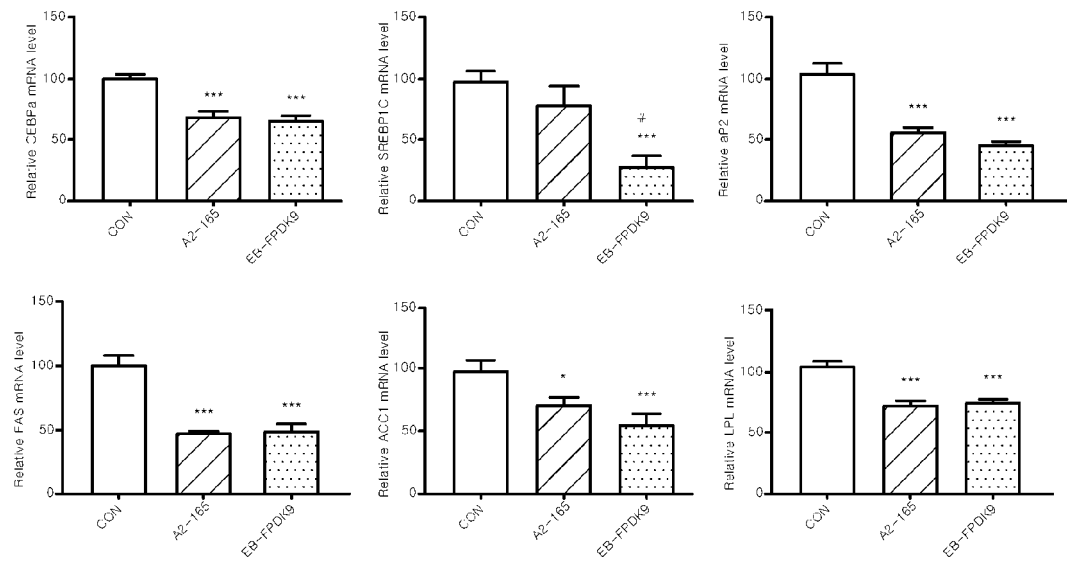 Relative CEBPa mRNA level
150
100
50
0
***
***
CON
A2-165
EB-FPDK9
Relative SREBP1C mRNA level
150
100
50
0
#
***
CON
A2-165
EB-FPDK9
Relative aP2 mRNA level
150
100
50
0
***
***
CON
A2-165
EB-FPDK9
Relative FAS mRNA level
150
100
50
0
***
***
CON
A2-165
EB-FPDK9
Relative ACC1 mRNA level
150
100
50
0
*
***
CON
A2-165
EB-FPDK9
Relative LPL mRNA level
150
100
50
0
***
***
CON
A2-165
EB-FPDK9